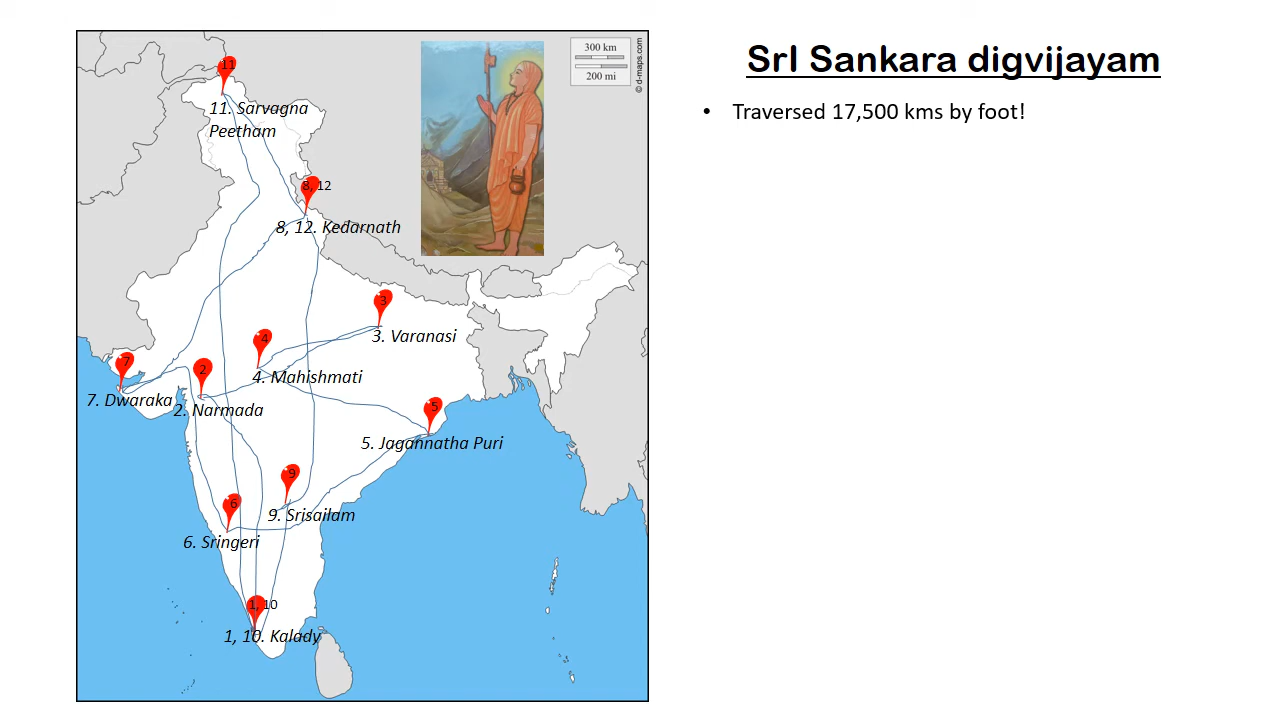 SrI Sankara digvijayam
• Traversed 17,500 kms by foot!
300 km
200 mi
© d-maps.com
11
11. Sarvagna
Peetham
8, 12
8, 12. Kedarnath
3
3. Varanasi
4
4. Mahishmati
7
7. Dwaraka
2
2. Narmada
5
5. Jagannatha Puri
9
9. Srisailam
6
6. Sringeri
1, 10
1, 10. Kalady